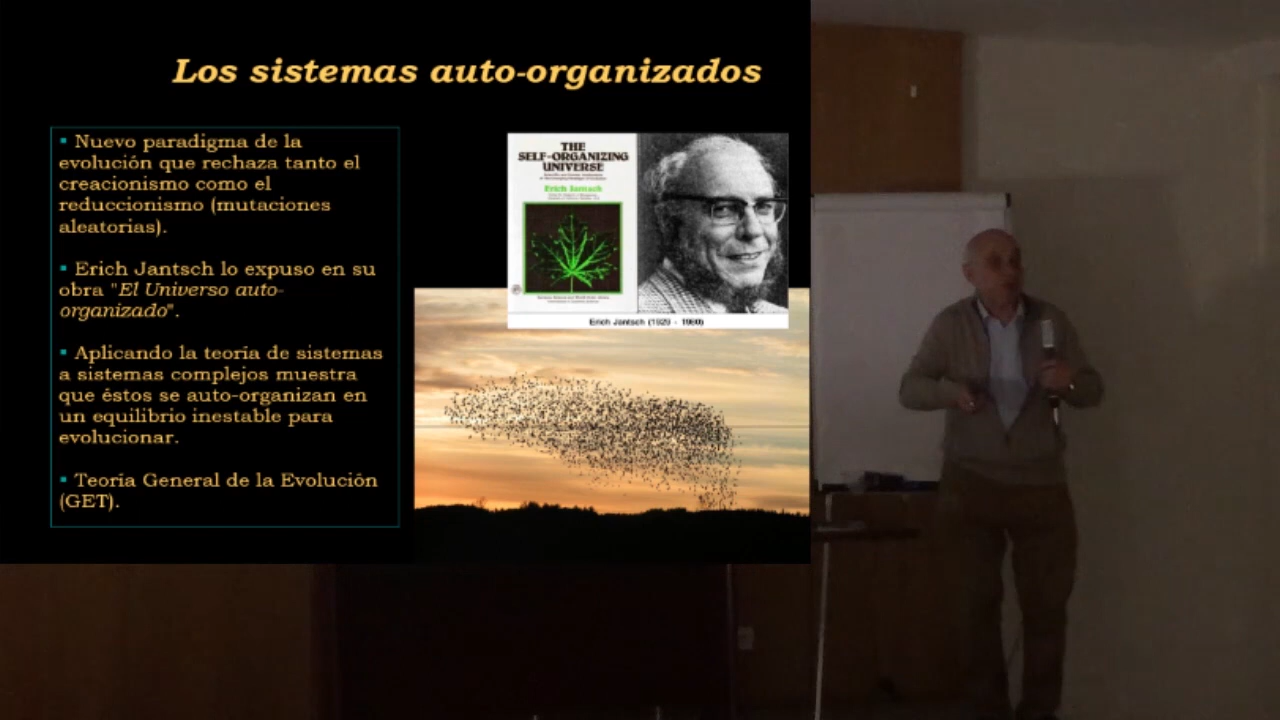 Los sistemas auto-organizados
▪ Nuevo paradigma de la
evolución que rechaza tanto el
creacionismo como el
reduccionismo (mutaciones
aleatorias).
▪ Erich Jantsch lo expuso en su
obra "El Universo auto-
organizado".
▪ Aplicando la teoría de sistemas
a sistemas complejos muestra
que éstos se auto-organizan en
un equilibrio inestable para
evolucionar.
▪ Teoría General de la Evolución
(GET).
THE
SELF-ORGANIZING
UNIVERSE
Erich Jantsch
Erich Jantsch (1929 - 1980)